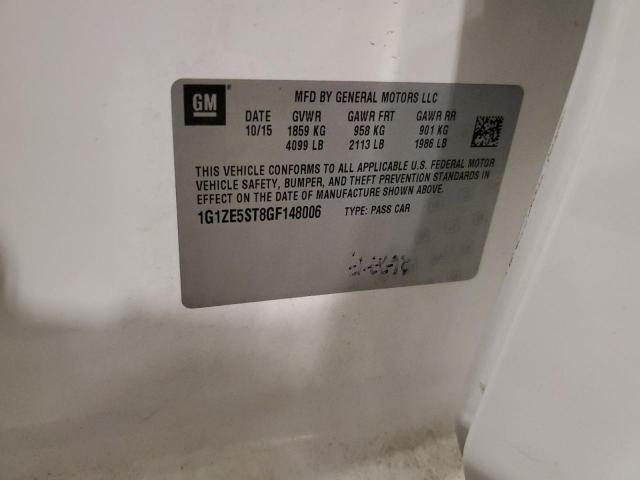 GM
MFD BY GENERAL MOTORS LLC
DATE GVWR GAWR FRT GAWR RR
10/15 1859 KG 958 KG 901 KG
4099 LB 2113 LB 1986 LB
THIS VEHICLE CONFORMS TO ALL APPLICABLE U.S. FEDERAL MOTOR
VEHICLE SAFETY, BUMPER, AND THEFT PREVENTION STANDARDS IN
EFFECT ON THE DATE OF MANUFACTURE SHOWN ABOVE.
1G1ZE5ST8GF148006 TYPE: PASS CAR